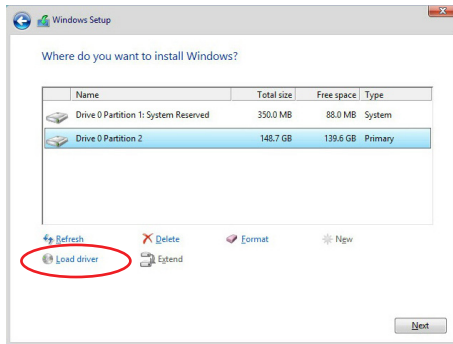 Windows Setup
Where do you want to install Windows?
Name Total size Free space Type
Drive 0 Partition 1: System Reserved 350.0 MB 88.0 MB System
Drive 0 Partition 2 148.7 GB 139.6 GB Primary
Refresh Delete Format New
Load driver Extend
Next